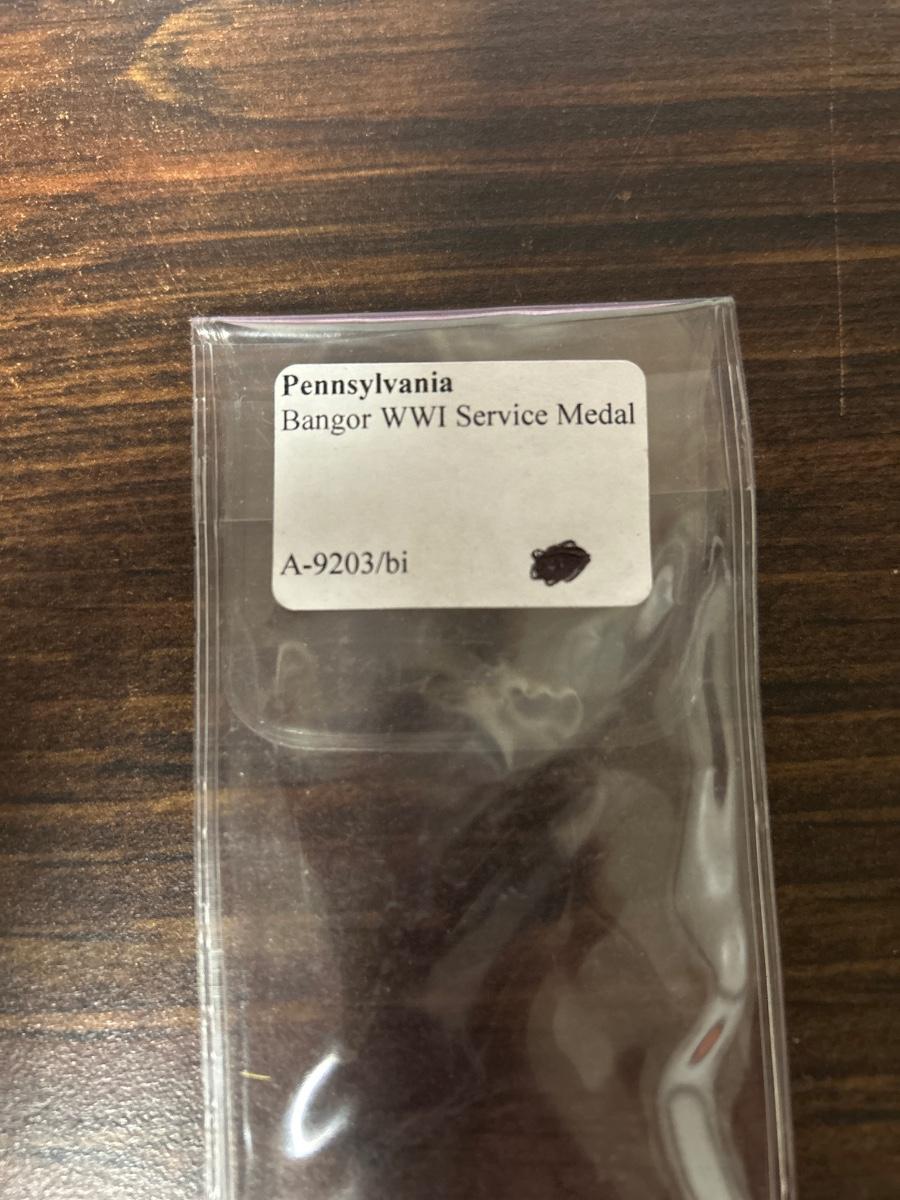 Pennsylvania
Bangor WWI Service Medal
A-9203/bi